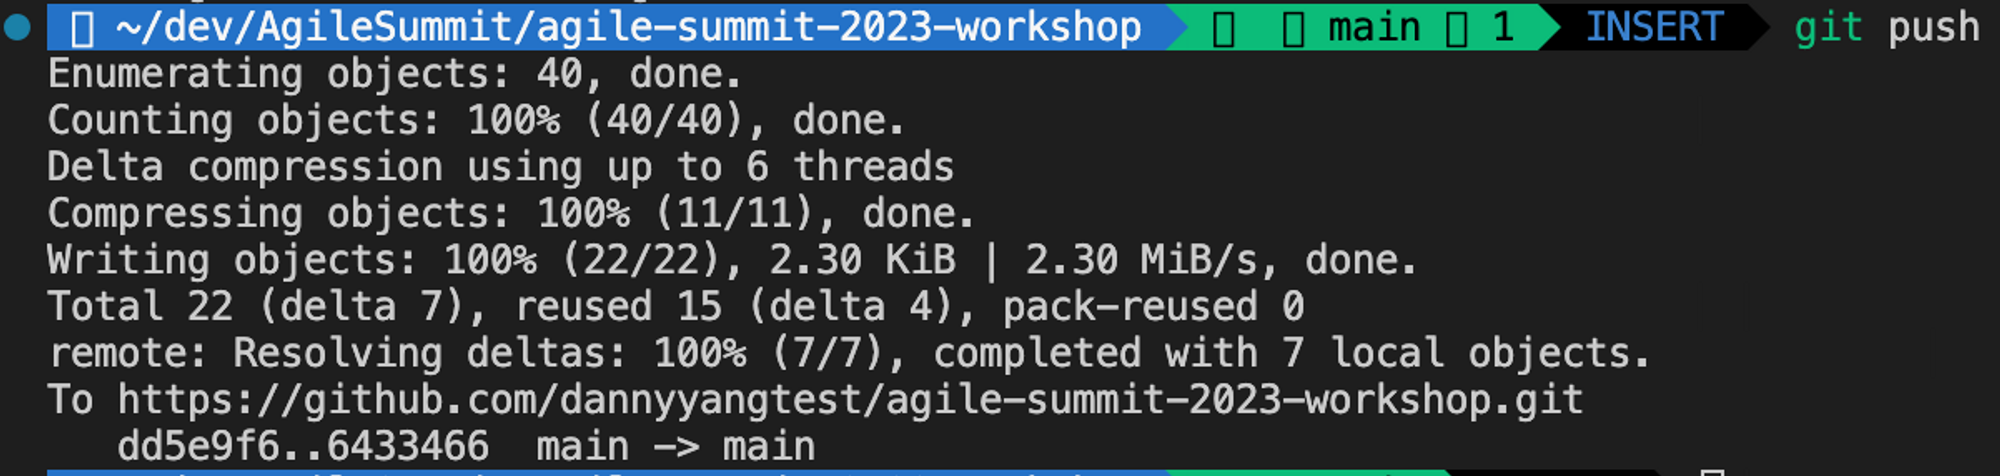 ~/dev/AgileSummit/agile-summit-2023-workshop main 1 INSERT git push
Enumerating objects: 40, done.
Counting objects: 100% (40/40), done.
Delta compression using up to 6 threads
Compressing objects: 100% (11/11), done.
Writing objects: 100% (22/22), 2.30 KiB | 2.30 MiB/s, done.
Total 22 (delta 7), reused 15 (delta 4), pack-reused 0
remote: Resolving deltas: 100% (7/7), completed with 7 local objects.
To https://github.com/dannyyangtest/agile-summit-2023-workshop.git
dd5e9f6..6433466  main -> main